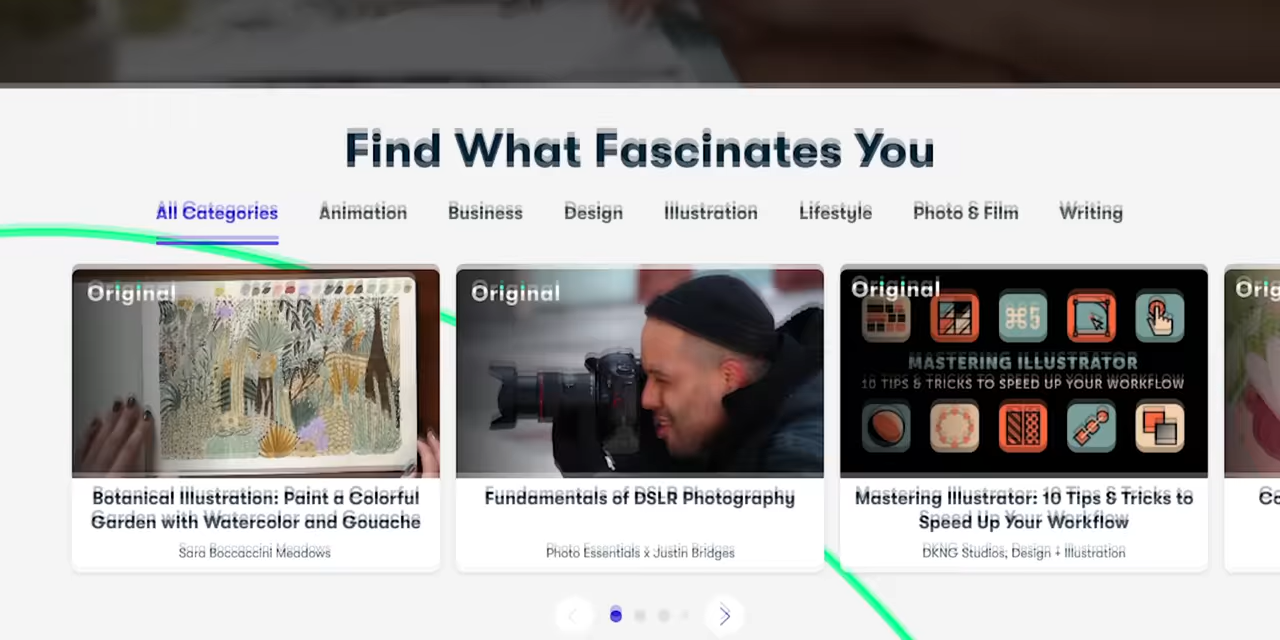 Find What Fascinates You
All Categories Animation Business Design Illustration Lifestyle Photo & Film Writing
Original
Botanical Illustration: Paint a Colorful
Garden with Watercolor and Gouache
Sara Boccaccini Meadows
Original
Fundamentals of DSLR Photography
Photo Essentials x Justin Bridges
Original
⌘5
MASTERING ILLUSTRATOR
10 TIPS & TRICKS TO SPEED UP YOUR WORKFLOW
Mastering Illustrator: 10 Tips & Tricks to
Speed Up Your Workflow
DKNG Studios, Design + Illustration